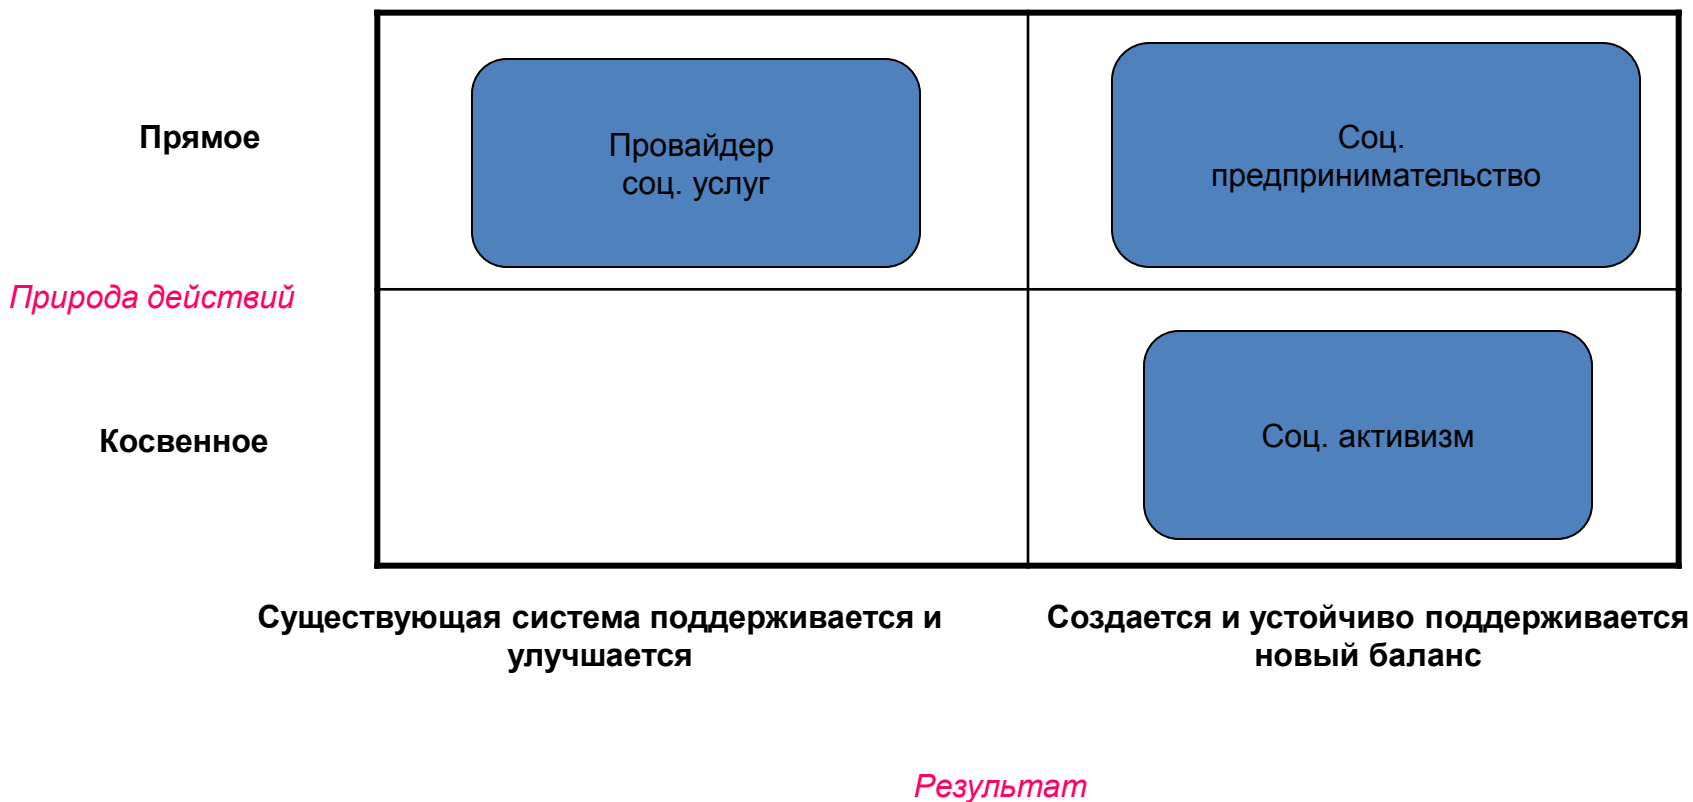 Прямое
Провайдер
соц. услуг
Соц.
предпринимательство
Природа действий
Косвенное
Соц. активизм
Существующая система поддерживается и
улучшается
Создается и устойчиво поддерживается
новый баланс
Результат